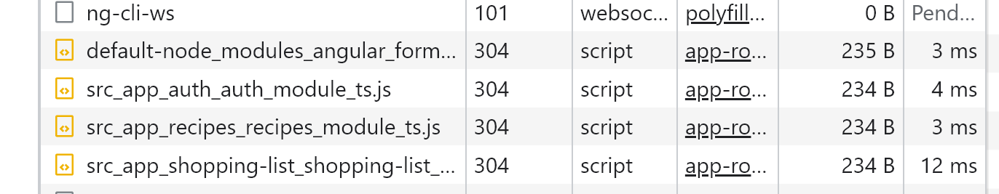 ng-cli-ws 101 websoc... polyfill... 0 B Pend...
default-node_modules_angular_form... 304 script app-ro... 235 B 3 ms
src_app_auth_auth_module_ts.js 304 script app-ro... 234 B 4 ms
src_app_recipes_recipes_module_ts.js 304 script app-ro... 234 B 3 ms
src_app_shopping-list_shopping-list_... 304 script app-ro... 234 B 12 ms